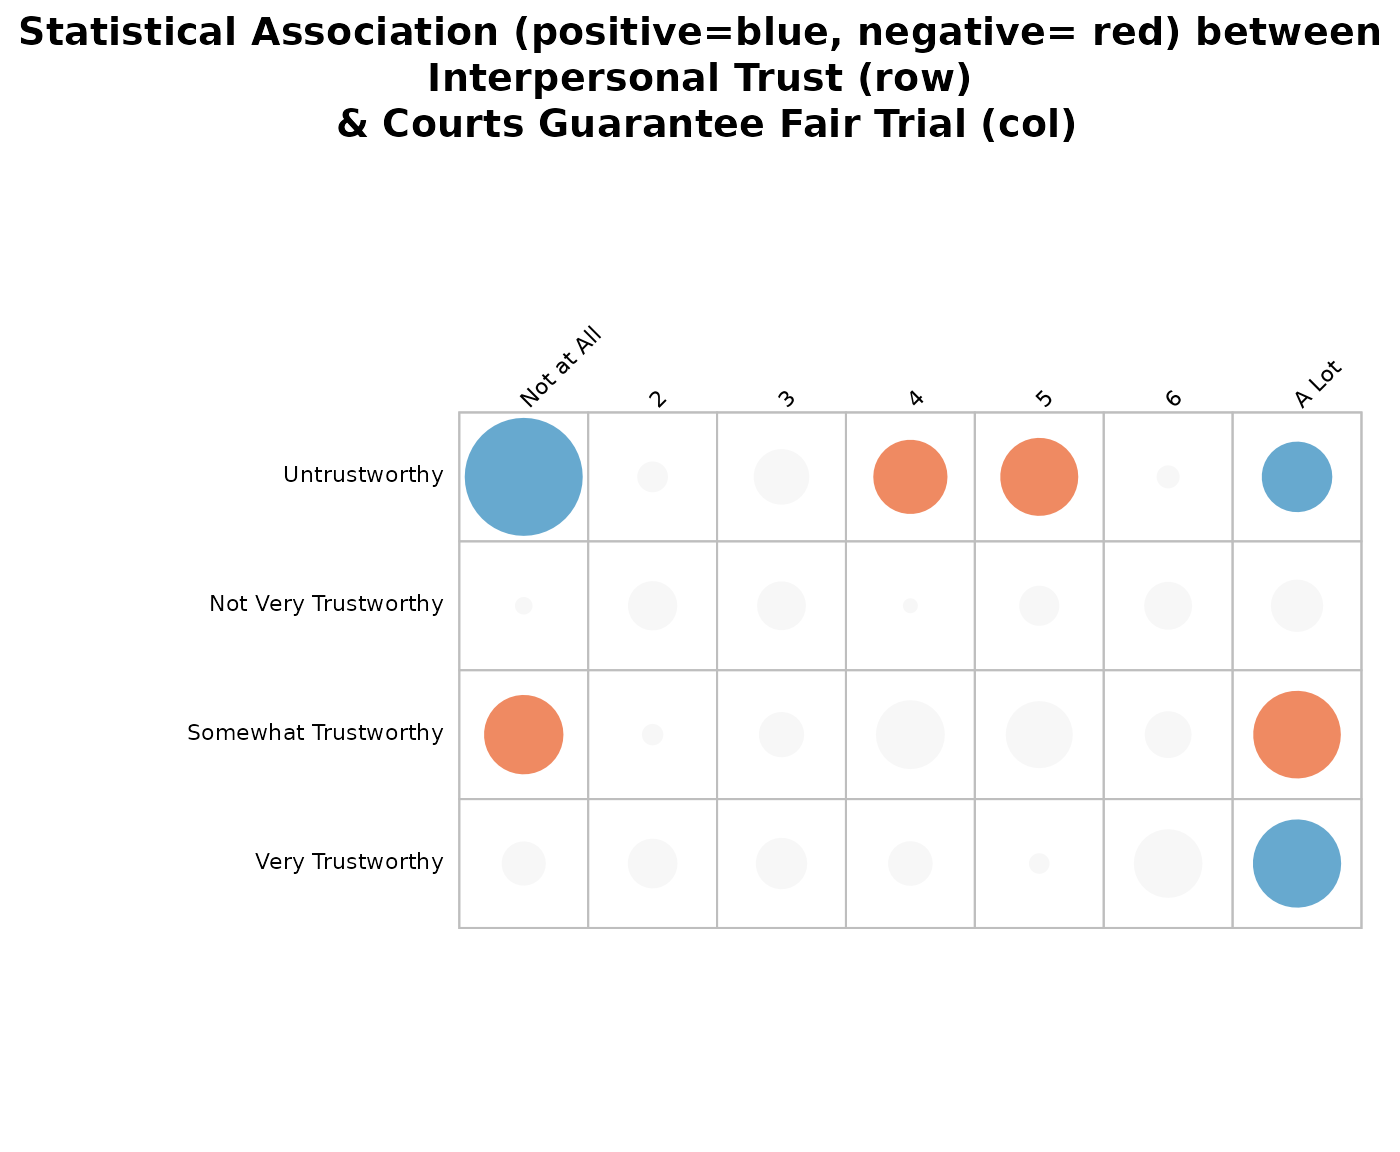 Statistical Association (positive=blue, negative= red) between
Interpersonal Trust (row)
& Courts Guarantee Fair Trial (col)
Not at All
2
3
4
5
6
A Lot
Untrustworthy
Not Very Trustworthy
Somewhat Trustworthy
Very Trustworthy